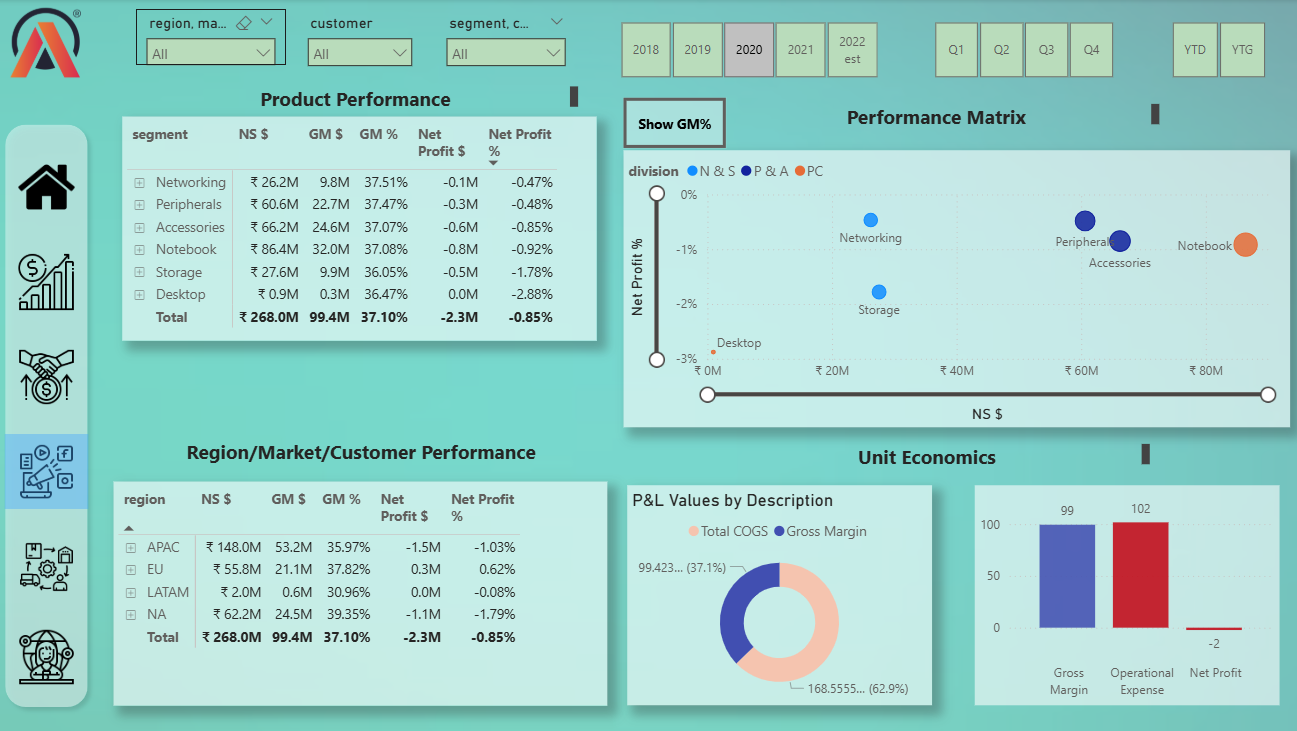 region, ma...
customer
segment, c...
All
All
All
2018
2019
2020
2021
2022
est
Q1
Q2
Q3
Q4
YTD
YTG
Product Performance
segment NS $ GM $ GM % Net Profit $ Net Profit %
Networking ₹ 26.2M 9.8M 37.51% -0.1M -0.47%
Peripherals ₹ 60.6M 22.7M 37.47% -0.3M -0.48%
Accessories ₹ 66.2M 24.6M 37.07% -0.6M -0.85%
Notebook ₹ 86.4M 32.0M 37.08% -0.8M -0.92%
Storage ₹ 27.6M 9.9M 36.05% -0.5M -1.78%
Desktop ₹ 0.9M 0.3M 36.47% 0.0M -2.88%
Total ₹ 268.0M 99.4M 37.10% -2.3M -0.85%
Show GM%
Performance Matrix
division N & S P & A PC
Net Profit %
0%
-1%
-2%
-3%
Networking
Peripherals
Accessories
Notebook
Storage
Desktop
₹ 0M ₹ 20M ₹ 40M ₹ 60M ₹ 80M
NS $
Region/Market/Customer Performance
region NS $ GM $ GM % Net Profit $ Net Profit %
APAC ₹ 148.0M 53.2M 35.97% -1.5M -1.03%
EU ₹ 55.8M 21.1M 37.82% 0.3M 0.62%
LATAM ₹ 2.0M 0.6M 30.96% 0.0M -0.08%
NA ₹ 62.2M 24.5M 39.35% -1.1M -1.79%
Total ₹ 268.0M 99.4M 37.10% -2.3M -0.85%
Unit Economics
P&L Values by Description
Total COGS Gross Margin
99.423... (37.1%)
168.5555... (62.9%)
100
50
0
99
102
-2
Gross Margin
Operational Expense
Net Profit